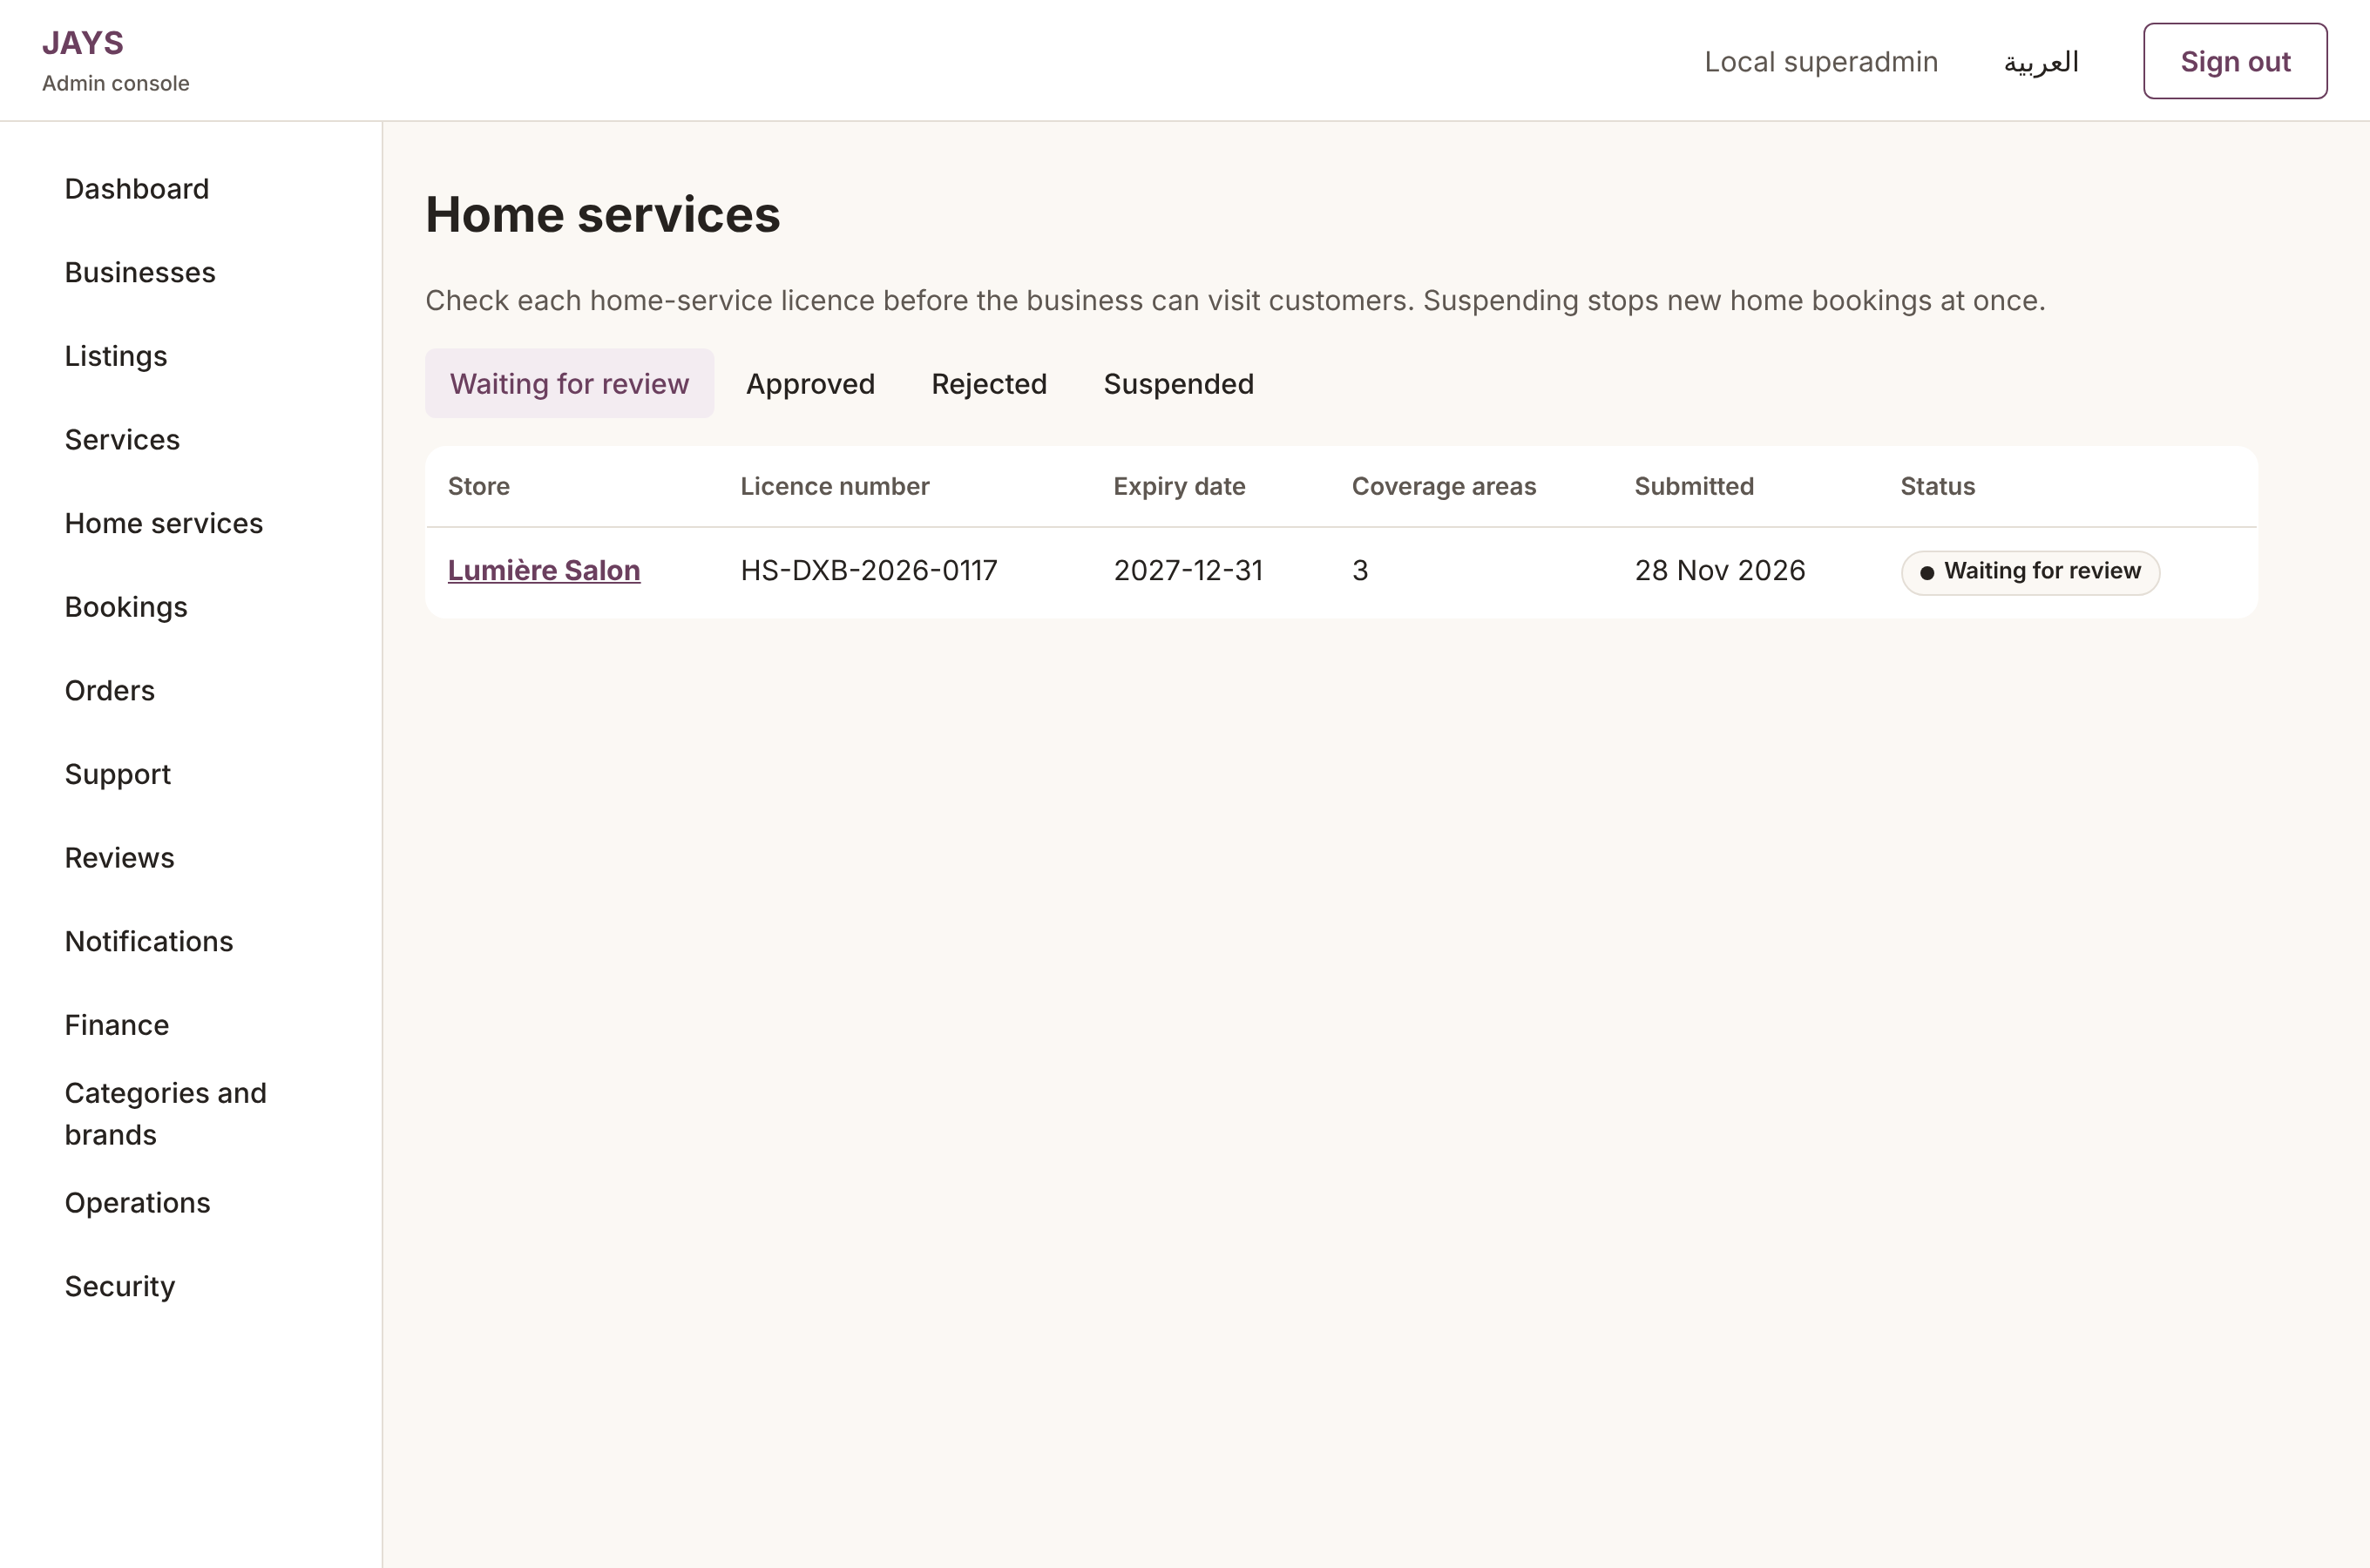 JAYS
Admin console
Local superadmin
العربية
Sign out
Dashboard
Businesses
Listings
Services
Home services
Bookings
Orders
Support
Reviews
Notifications
Finance
Categories and
brands
Operations
Security
Home services
Check each home-service licence before the business can visit customers. Suspending stops new home bookings at once.
Waiting for review Approved Rejected Suspended
Store Licence number Expiry date Coverage areas Submitted Status
Lumière Salon HS-DXB-2026-0117 2027-12-31 3 28 Nov 2026 Waiting for review